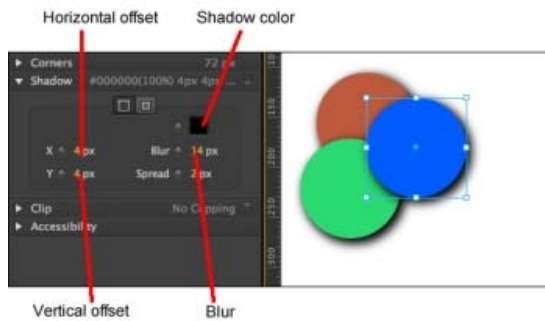 Horizontal offset
Shadow color
Corners 72 px
Shadow #000000(100%) 4px 4px ...
X 4 px Blur 14 px
Y 4 px Spread 2 px
Clip No Clipping
Accessibility
150
200
250
300
Vertical offset
Blur